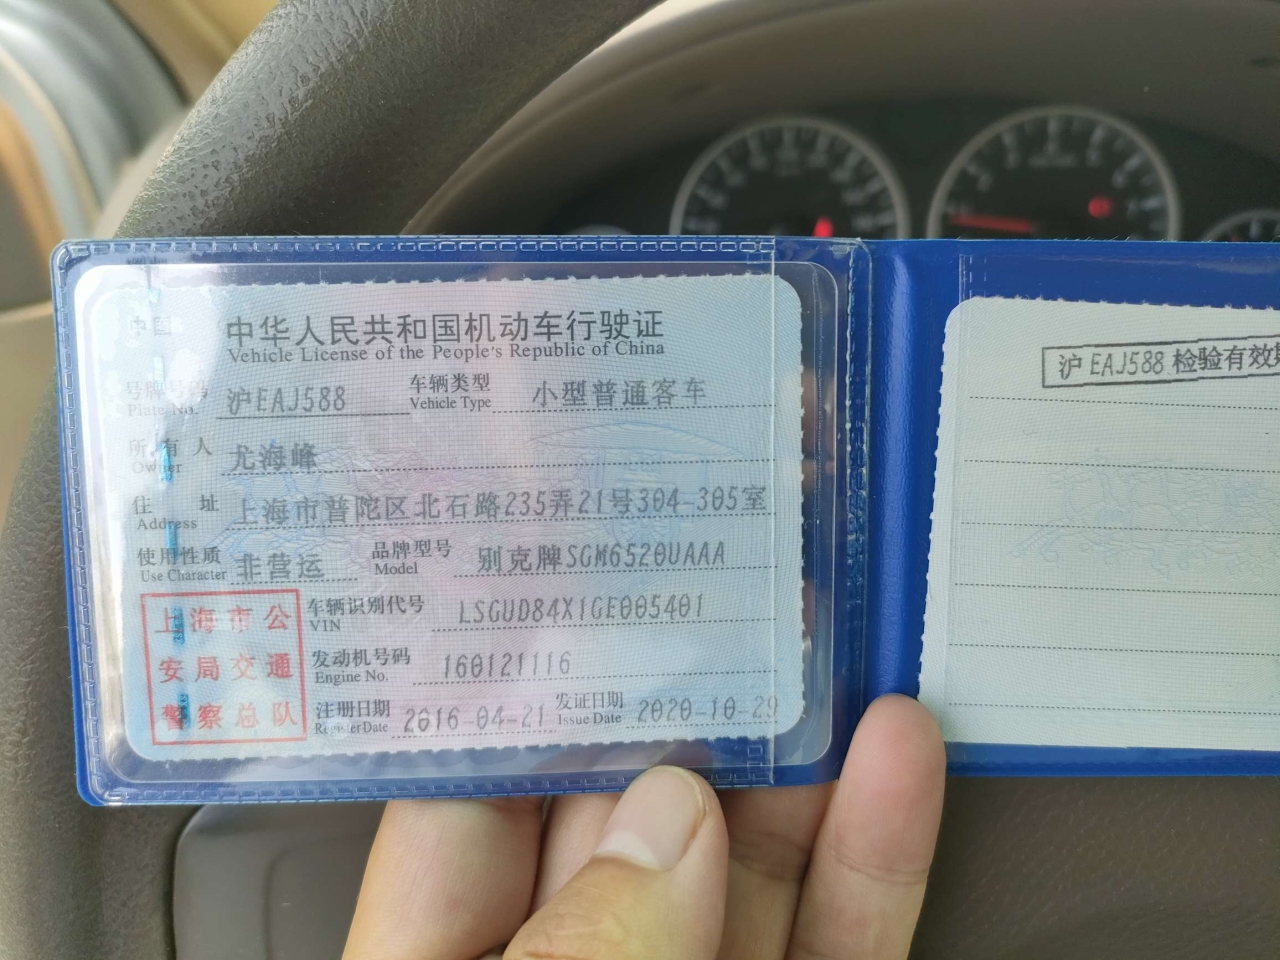 中国
中华人民共和国机动车行驶证
Vehicle License of the People's Republic of China
号牌号码 沪EAJ588 车辆类型 小型普通客车
Plate No. Vehicle Type
所有人 尤海峰
Owner
住址 上海市普陀区北石路235弄21号304-305室
Address
使用性质 非营运 品牌型号 别克牌SGM6520UAAA
Use Character Model
上海市公 车辆识别代号 LSGUD84X1GE005401
VIN
安局交通 发动机号码 160121116
Engine No.
警察总队 注册日期 2016-04-21 发证日期 2020-10-29
Register Date Issue Date
沪EAJ588 检验有效期